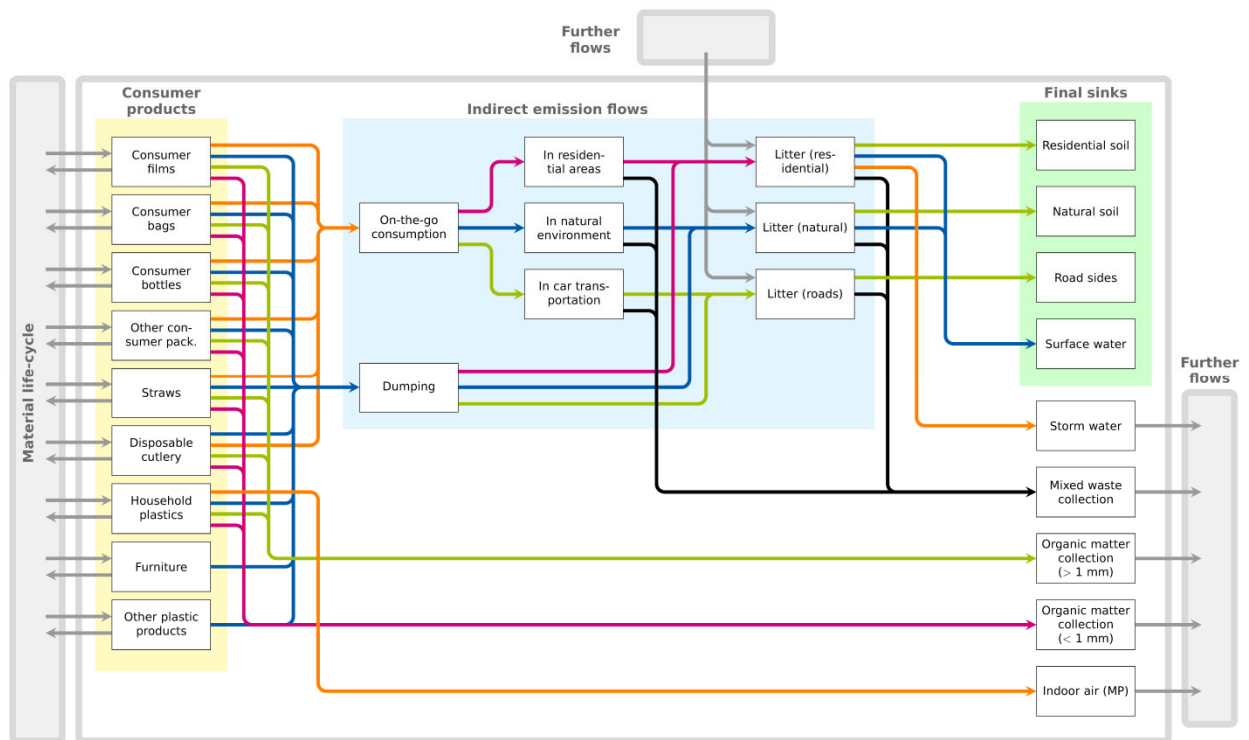 Further
flows
Consumer
products
Indirect emission flows
Final sinks
Material life-cycle
Consumer
films
Consumer
bags
Consumer
bottles
Other con-
sumer pack.
Straws
Disposable
cutlery
Household
plastics
Furniture
Other plastic
products
On-the-go
consumption
Dumping
In residen-
tial areas
In natural
environment
In car trans-
portation
Litter (res-
idential)
Litter (natural)
Litter (roads)
Residential soil
Natural soil
Road sides
Surface water
Storm water
Mixed waste
collection
Organic matter
collection
(> 1 mm)
Organic matter
collection
(< 1 mm)
Indoor air (MP)
Further
flows